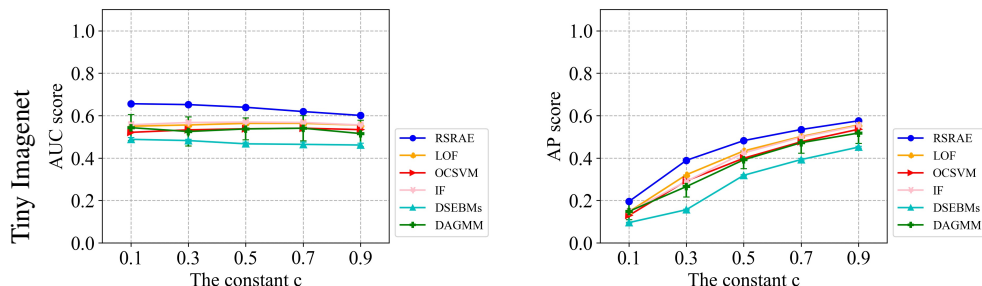 Tiny Imagenet
AUC score
1.0
0.8
0.6
0.4
0.2
0.0
0.1 0.3 0.5 0.7 0.9
The constant c
RSRAE
LOF
OCSVM
IF
DSEBMs
DAGMM
AP score
1.0
0.8
0.6
0.4
0.2
0.0
0.1 0.3 0.5 0.7 0.9
The constant c
RSRAE
LOF
OCSVM
IF
DSEBMs
DAGMM